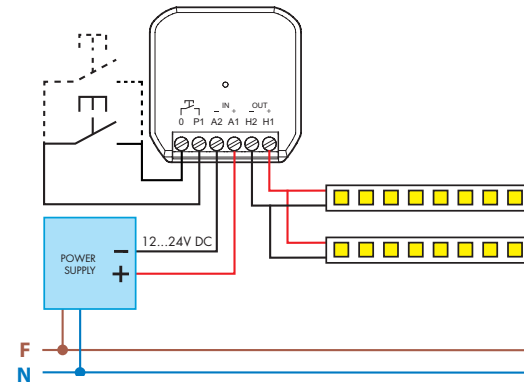 – IN + – OUT +
0 P1 A2 A1 H2 H1
12...24V DC
POWER
SUPPLY
–
+
F
N